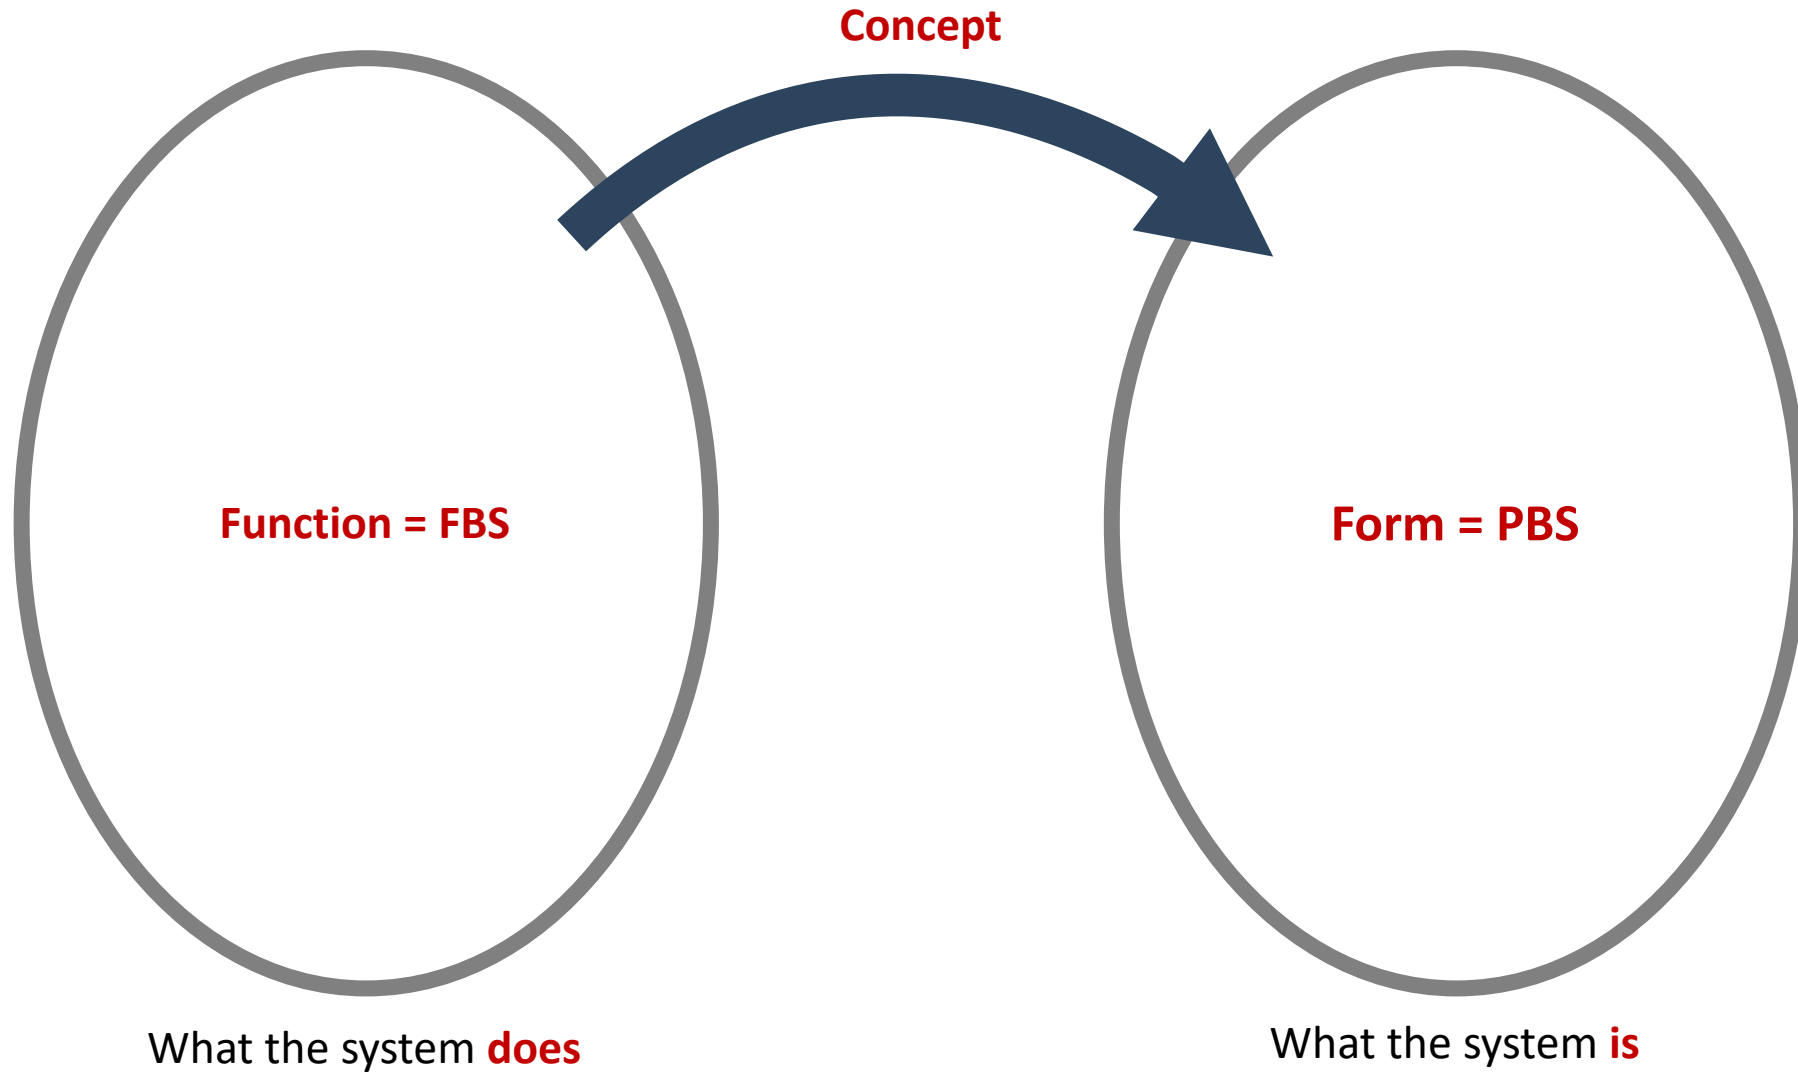 Concept
Function = FBS
Form = PBS
What the system does
What the system is